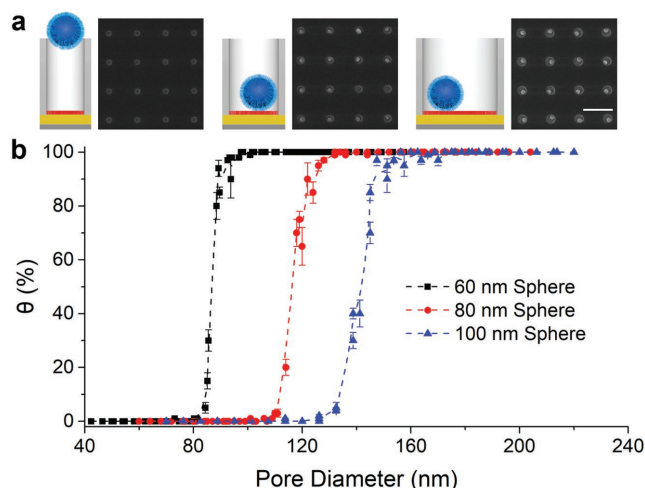 a
b
100
80
60
40
20
0
θ (%)
60 nm Sphere
80 nm Sphere
100 nm Sphere
40 80 120 160 200 240
Pore Diameter (nm)